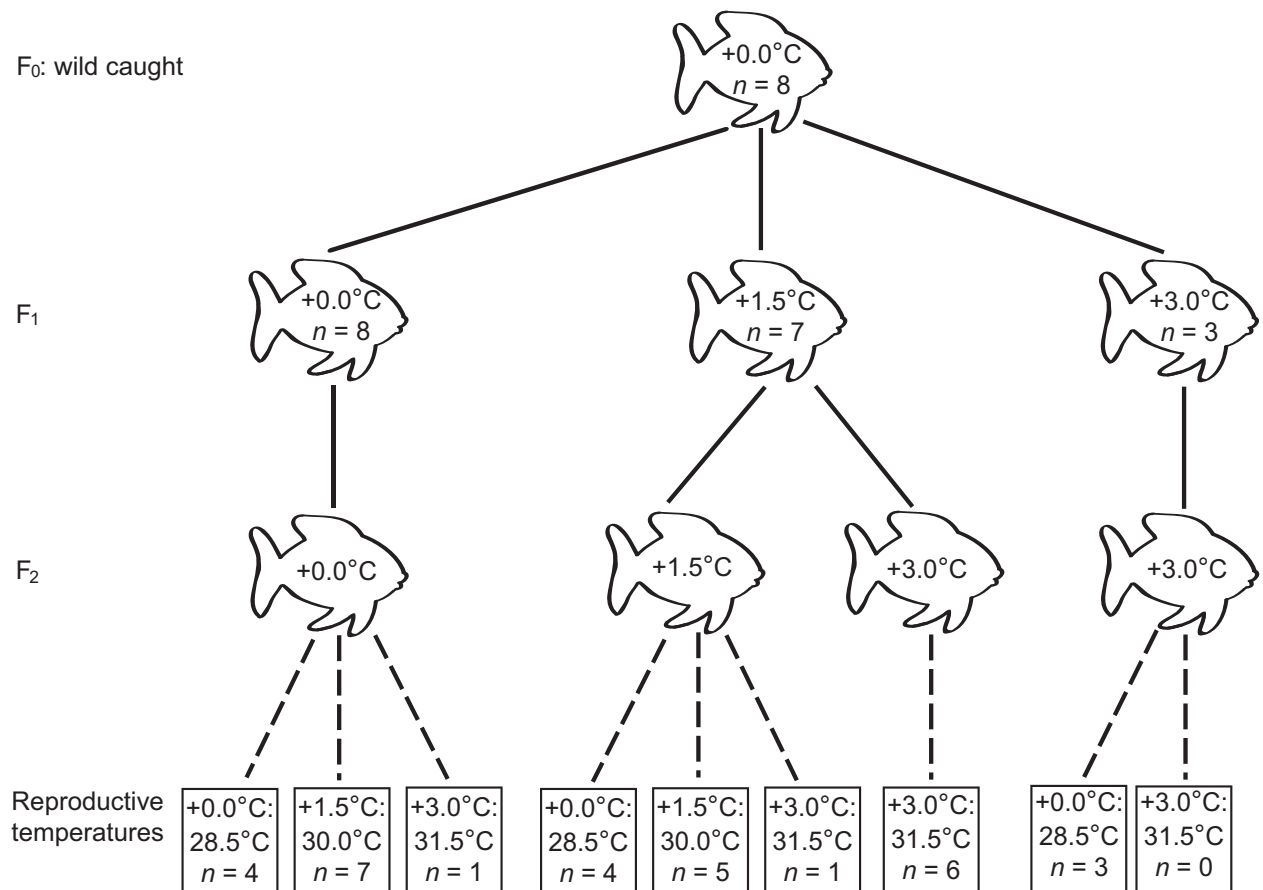 F₀: wild caught
+0.0°C
n = 8
F₁
+0.0°C
n = 8
+1.5°C
n = 7
+3.0°C
n = 3
F₂
+0.0°C
+1.5°C
+3.0°C
+3.0°C
Reproductive
temperatures
+0.0°C:
28.5°C
n = 4
+1.5°C:
30.0°C
n = 7
+3.0°C:
31.5°C
n = 1
+0.0°C:
28.5°C
n = 4
+1.5°C:
30.0°C
n = 5
+3.0°C:
31.5°C
n = 1
+3.0°C:
31.5°C
n = 6
+0.0°C:
28.5°C
n = 3
+3.0°C:
31.5°C
n = 0